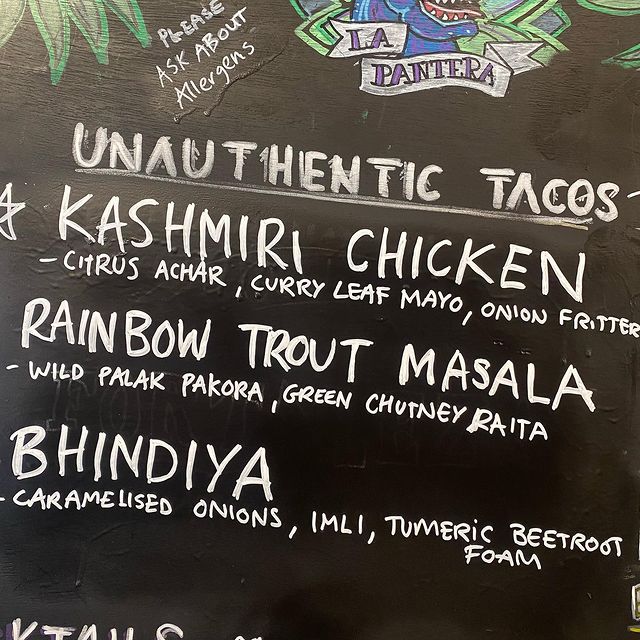 PLEASE
ASK ABOUT
Allergens
LA
PANTERA
UNAUTHENTIC TACOS
KASHMIRI CHICKEN
- CITRUS ACHAR, CURRY LEAF MAYO, ONION FRITTER
RAINBOW TROUT MASALA
- WILD PALAK PAKORA, GREEN CHUTNEY RAITA
BHINDIYA
- CARAMELISED ONIONS, IMLI, TUMERIC BEETROOT
FOAM